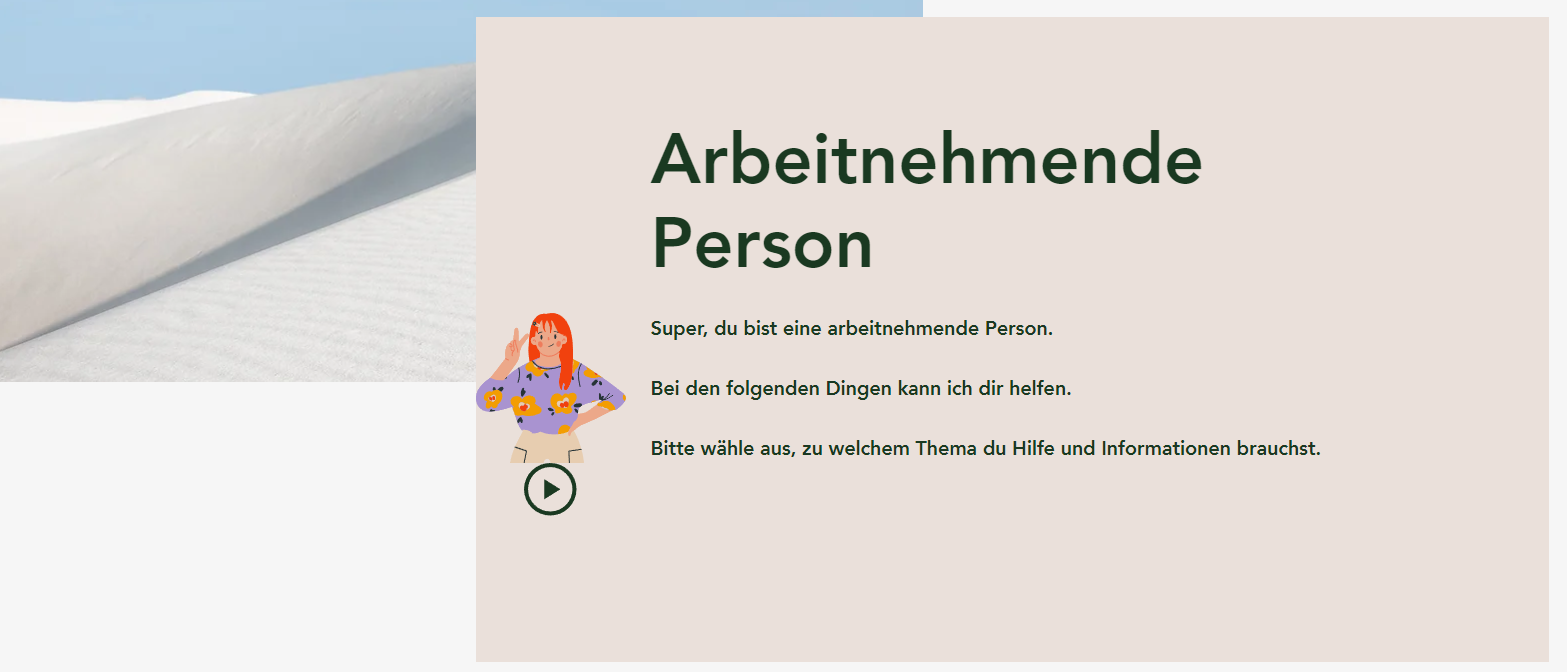 Arbeitnehmende
Person
Super, du bist eine arbeitnehmende Person.
Bei den folgenden Dingen kann ich dir helfen.
Bitte wähle aus, zu welchem Thema du Hilfe und Informationen brauchst.